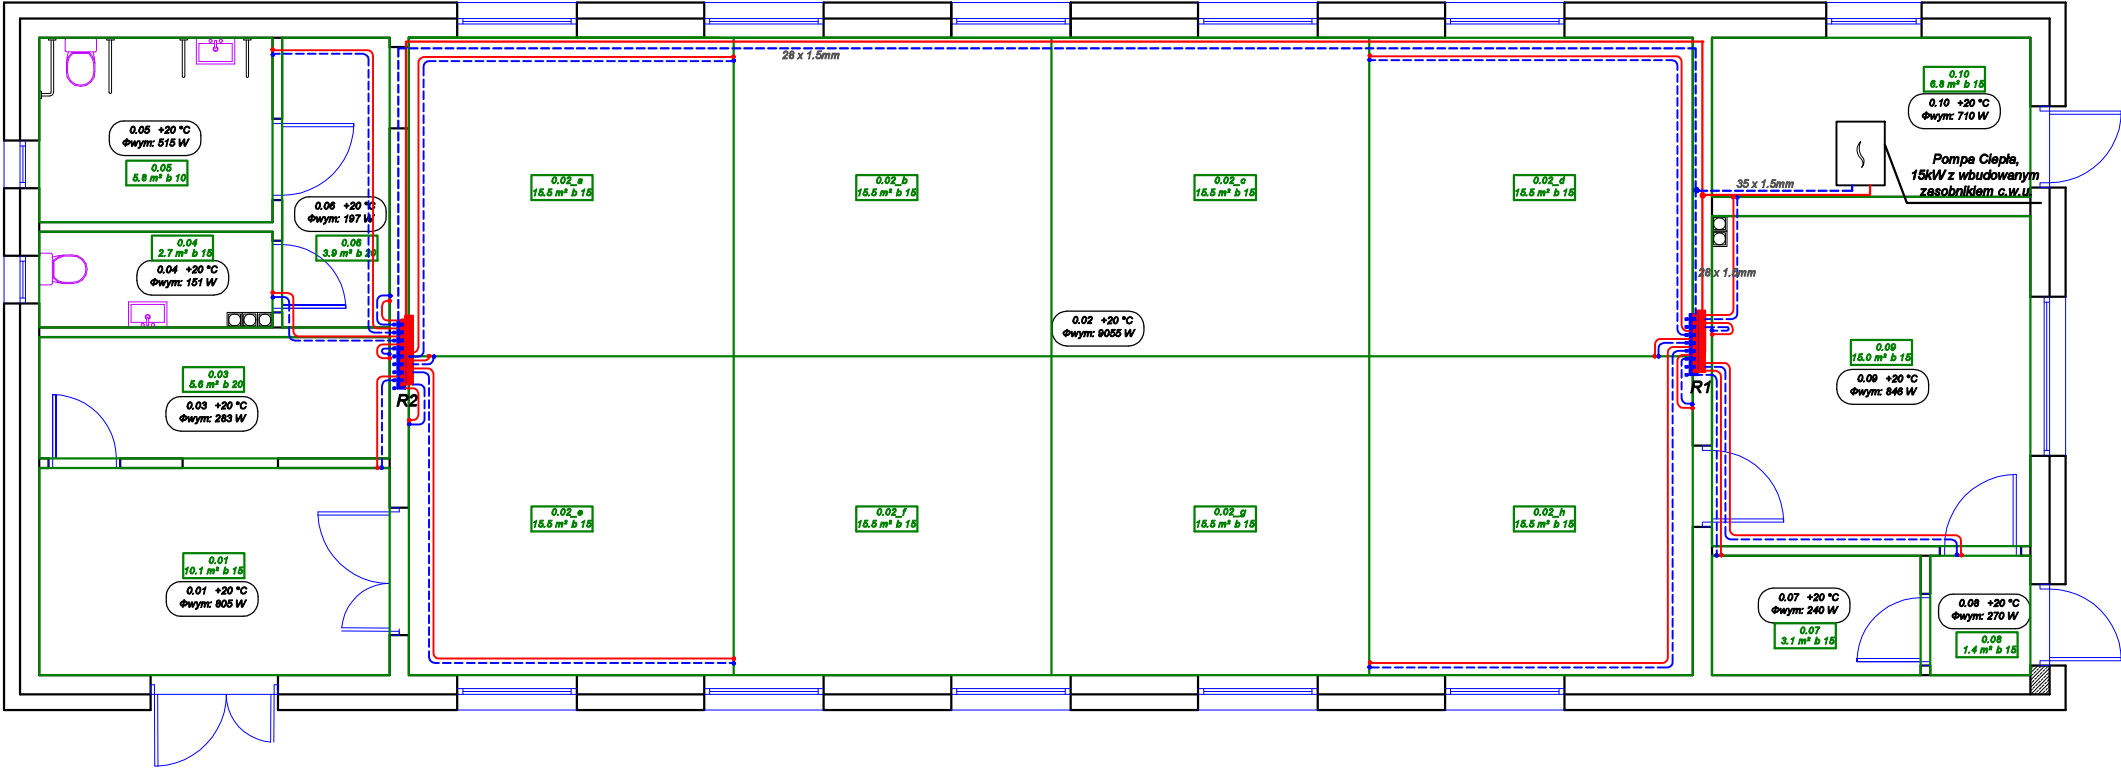 28 x 1.5mm
0.10
6.8 m² b 15
0.10 +20 °C
Φwym: 710 W
0.05 +20 °C
Φwym: 515 W
0.05
5.8 m² b 10
Pompa Ciepła,
15kW z wbudowanym
zasobnikiem c.w.u
35 x 1.5mm
0.02_a
15.5 m² b 15
0.02_b
15.5 m² b 15
0.02_c
15.5 m² b 15
0.02_d
15.5 m² b 15
0.06 +20 °C
Φwym: 197 W
0.06
3.9 m² b 20
0.04
2.7 m² b 15
0.04 +20 °C
Φwym: 151 W
28 x 1.5mm
0.02 +20 °C
Φwym: 9055 W
0.09
15.0 m² b 15
0.09 +20 °C
Φwym: 846 W
0.03
5.6 m² b 20
0.03 +20 °C
Φwym: 283 W
R2
R1
0.02_e
15.5 m² b 15
0.02_f
15.5 m² b 15
0.02_g
15.5 m² b 15
0.02_h
15.5 m² b 15
0.01
10.1 m² b 15
0.01 +20 °C
Φwym: 805 W
0.07 +20 °C
Φwym: 240 W
0.07
3.1 m² b 15
0.08 +20 °C
Φwym: 270 W
0.08
1.4 m² b 15